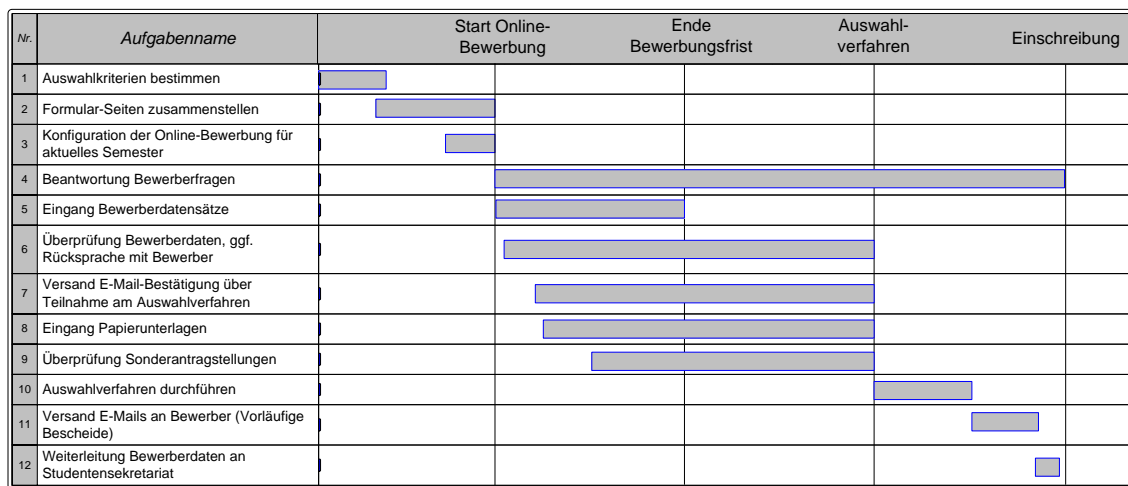 Nr.
Aufgabenname
Start Online-
Bewerbung
Ende
Bewerbungsfrist
Auswahl-
verfahren
Einschreibung
1
Auswahlkriterien bestimmen
2
Formular-Seiten zusammenstellen
3
Konfiguration der Online-Bewerbung für
aktuelles Semester
4
Beantwortung Bewerberfragen
5
Eingang Bewerberdatensätze
6
Überprüfung Bewerberdaten, ggf.
Rücksprache mit Bewerber
7
Versand E-Mail-Bestätigung über
Teilnahme am Auswahlverfahren
8
Eingang Papierunterlagen
9
Überprüfung Sonderantragstellungen
10
Auswahlverfahren durchführen
11
Versand E-Mails an Bewerber (Vorläufige
Bescheide)
12
Weiterleitung Bewerberdaten an
Studentensekretariat